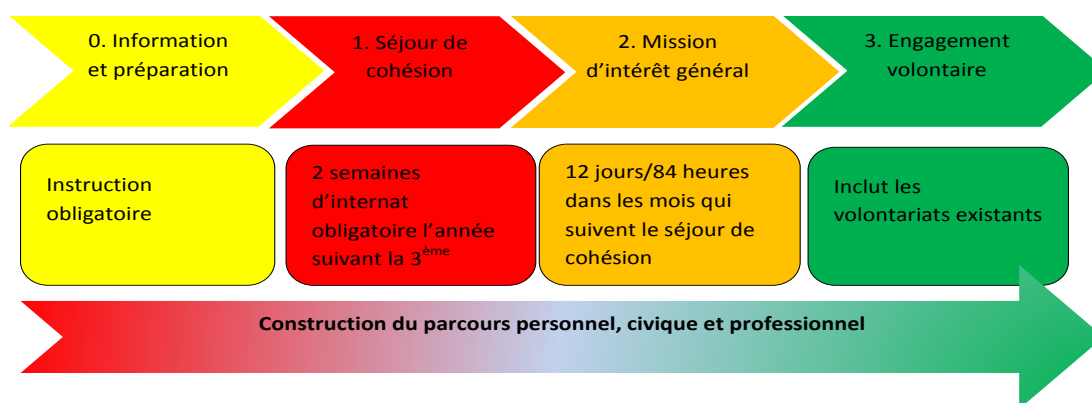 0. Information
et préparation
1. Séjour de
cohésion
2. Mission
d'intérêt général
3. Engagement
volontaire
Instruction
obligatoire
2 semaines
d'internat
obligatoire l'année
suivant la 3ème
12 jours/84 heures
dans les mois qui
suivent le séjour de
cohésion
Inclut les
volontariats existants
Construction du parcours personnel, civique et professionnel